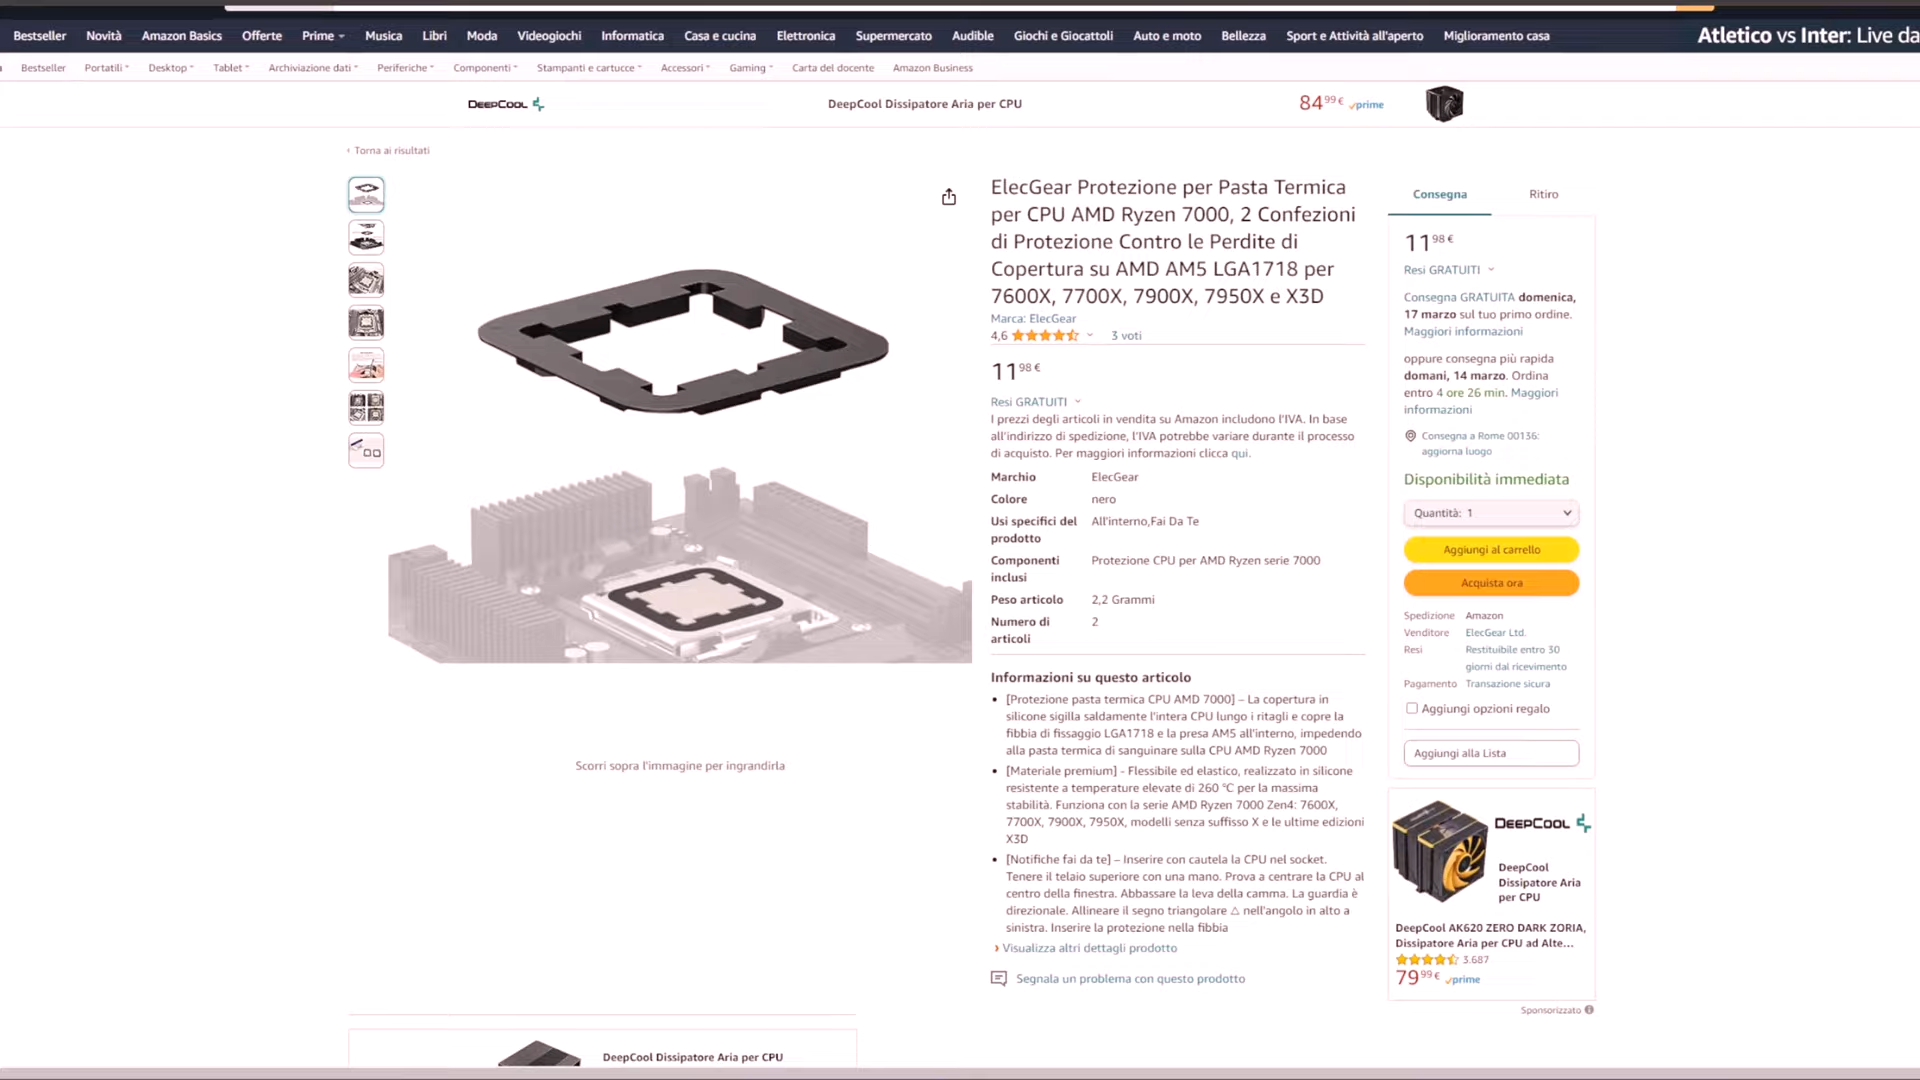 Bestseller Novità Amazon Basics Offerte Prime Musica Libri Moda Videogiochi Informatica Casa e cucina Elettronica Supermercato Audible Giochi e Giocattoli Auto e moto Bellezza Sport e Attività all'aperto Miglioramento casa Atletico vs Inter: Live da
Bestseller Portatili Desktop Tablet Archiviazione dati Periferiche Componenti Stampanti e cartucce Accessori Gaming Carta del docente Amazon Business
DEEPCOOL DeepCool Dissipatore Aria per CPU 84,99 € prime
‹ Torna ai risultati
ElecGear Protezione per Pasta Termica
per CPU AMD Ryzen 7000, 2 Confezioni
di Protezione Contro le Perdite di
Copertura su AMD AM5 LGA1718 per
7600X, 7700X, 7900X, 7950X e X3D
Marca: ElecGear
4,6 3 voti
11 98 €
Resi GRATUITI
I prezzi degli articoli in vendita su Amazon includono l'IVA. In base
all'indirizzo di spedizione, l'IVA potrebbe variare durante il processo
di acquisto. Per maggiori informazioni clicca qui.
Marchio ElecGear
Colore nero
Usi specifici del All'interno,Fai Da Te
prodotto
Componenti Protezione CPU per AMD Ryzen serie 7000
inclusi
Peso articolo 2,2 Grammi
Numero di 2
articoli
Informazioni su questo articolo
• [Protezione pasta termica CPU AMD 7000] – La copertura in
silicone sigilla saldamente l'intera CPU lungo i ritagli e copre la
fibbia di fissaggio LGA1718 e la presa AM5 all'interno, impedendo
alla pasta termica di sanguinare sulla CPU AMD Ryzen 7000
• [Materiale premium] - Flessibile ed elastico, realizzato in silicone
resistente a temperature elevate di 260 °C per la massima
stabilità. Funziona con la serie AMD Ryzen 7000 Zen4: 7600X,
7700X, 7900X, 7950X, modelli senza suffisso X e le ultime edizioni
X3D
• [Notifiche fai da te] – Inserire con cautela la CPU nel socket.
Tenere il telaio superiore con una mano. Prova a centrare la CPU al
centro della finestra. Abbassare la leva della camma. La guardia è
direzionale. Allineare il segno triangolare △ nell'angolo in alto a
sinistra. Inserire la protezione nella fibbia
› Visualizza altri dettagli prodotto
Segnala un problema con questo prodotto
Scorri sopra l'immagine per ingrandirla
Consegna Ritiro
11 98 €
Resi GRATUITI
Consegna GRATUITA domenica,
17 marzo sul tuo primo ordine.
Maggiori informazioni
oppure consegna più rapida
domani, 14 marzo. Ordina
entro 4 ore 26 min. Maggiori
informazioni
Consegna a Rome 00136:
aggiorna luogo
Disponibilità immediata
Quantità: 1
Aggiungi al carrello
Acquista ora
Spedizione Amazon
Venditore ElecGear Ltd.
Resi Restituibile entro 30
giorni dal ricevimento
Pagamento Transazione sicura
Aggiungi opzioni regalo
Aggiungi alla Lista
DEEPCOOL
DeepCool
Dissipatore Aria
per CPU
DeepCool AK620 ZERO DARK ZORIA,
Dissipatore Aria per CPU ad Alte...
3.687
79 99 € prime
Sponsorizzato
DeepCool Dissipatore Aria per CPU